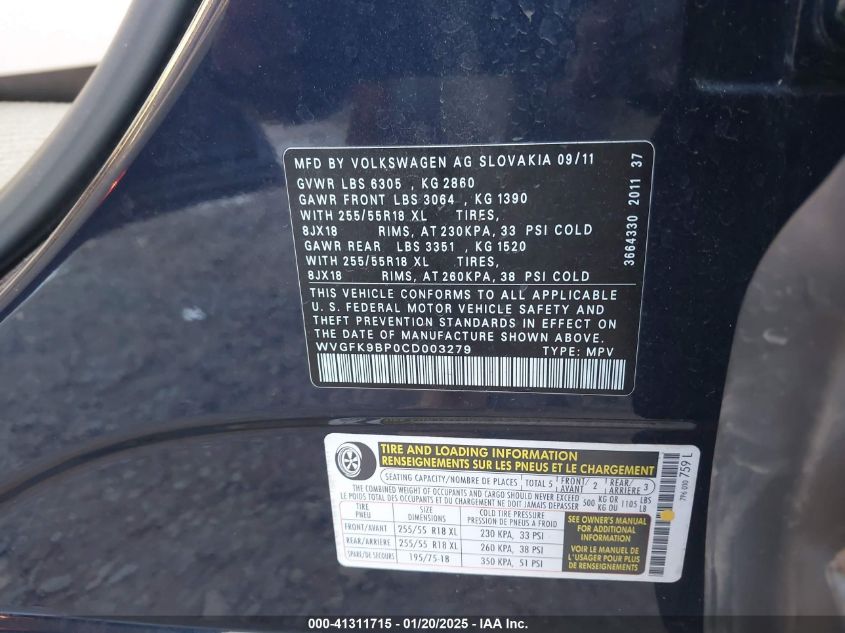 MFD BY VOLKSWAGEN AG SLOVAKIA 09/11
GVWR LBS 6305 , KG 2860
GAWR FRONT LBS 3064 , KG 1390
WITH 255/55R18 XL TIRES,
8JX18 RIMS, AT 230KPA, 33 PSI COLD
GAWR REAR LBS 3351 , KG 1520
WITH 255/55R18 XL TIRES,
8JX18 RIMS, AT 260KPA, 38 PSI COLD
THIS VEHICLE CONFORMS TO ALL APPLICABLE
U.S. FEDERAL MOTOR VEHICLE SAFETY AND
THEFT PREVENTION STANDARDS IN EFFECT ON
THE DATE OF MANUFACTURE SHOWN ABOVE.
WVGFK9BP0CD003279 TYPE: MPV
3664330 2011 37
TIRE AND LOADING INFORMATION
RENSEIGNEMENTS SUR LES PNEUS ET LE CHARGEMENT
SEATING CAPACITY/NOMBRE DE PLACES TOTAL 5 FRONT/AVANT 2 REAR/ARRIÈRE 3
THE COMBINED WEIGHT OF OCCUPANTS AND CARGO SHOULD NEVER EXCEED
LE POIDS TOTAL DES OCCUPANTS ET DU CHARGEMENT NE DOIT JAMAIS DEPASSER
500 KG OR 1105 LBS
KG OU LB
TIRE SIZE COLD TIRE PRESSURE
PNEU DIMENSIONS PRESSION DE PNEUS A FROID
FRONT/AVANT 255/55 R18 XL 230 KPA, 33 PSI
REAR/ARRIERE 255/55 R18 XL 260 KPA, 38 PSI
SPARE/DE SECOURS 195/75-18 350 KPA, 51 PSI
SEE OWNER'S MANUAL
FOR ADDITIONAL
INFORMATION
VOIR LE MANUEL DE
L'USAGER POUR PLUS
DE RENSEIGNEMENTS
7P6 010 759 L
000-41311715 - 01/20/2025 - IAA Inc.